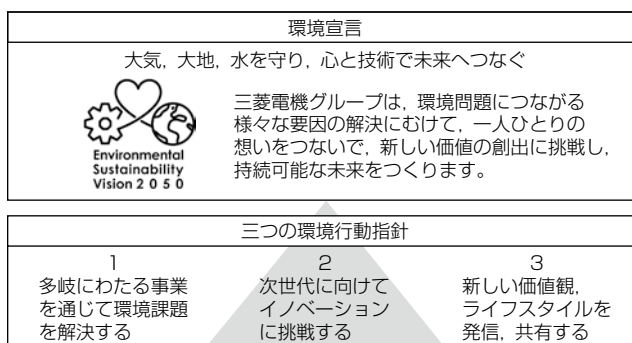 環境宣言
大気，大地，水を守り，心と技術で未来へつなぐ
Environmental
Sustainability
Vision 2 0 5 0
三菱電機グループは，環境問題につながる
様々な要因の解決にむけて，一人ひとりの
想いをつないで，新しい価値の創出に挑戦し，
持続可能な未来をつくります。
三つの環境行動指針
1
多岐にわたる事業
を通じて環境課題
を解決する
2
次世代に向けて
イノベーション
に挑戦する
3
新しい価値観，
ライフスタイルを
発信，共有する